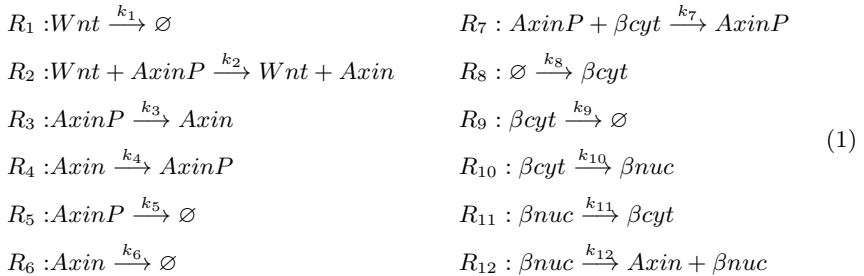 R₁ : Wnt —k₁→ ∅
R₂ : Wnt + AxinP —k₂→ Wnt + Axin
R₃ : AxinP —k₃→ Axin
R₄ : Axin —k₄→ AxinP
R₅ : AxinP —k₅→ ∅
R₆ : Axin —k₆→ ∅
R₇ : AxinP + βcyt —k₇→ AxinP
R₈ : ∅ —k₈→ βcyt
R₉ : βcyt —k₉→ ∅
R₁₀ : βcyt —k₁₀→ βnuc
R₁₁ : βnuc —k₁₁→ βcyt
R₁₂ : βnuc —k₁₂→ Axin + βnuc
(1)